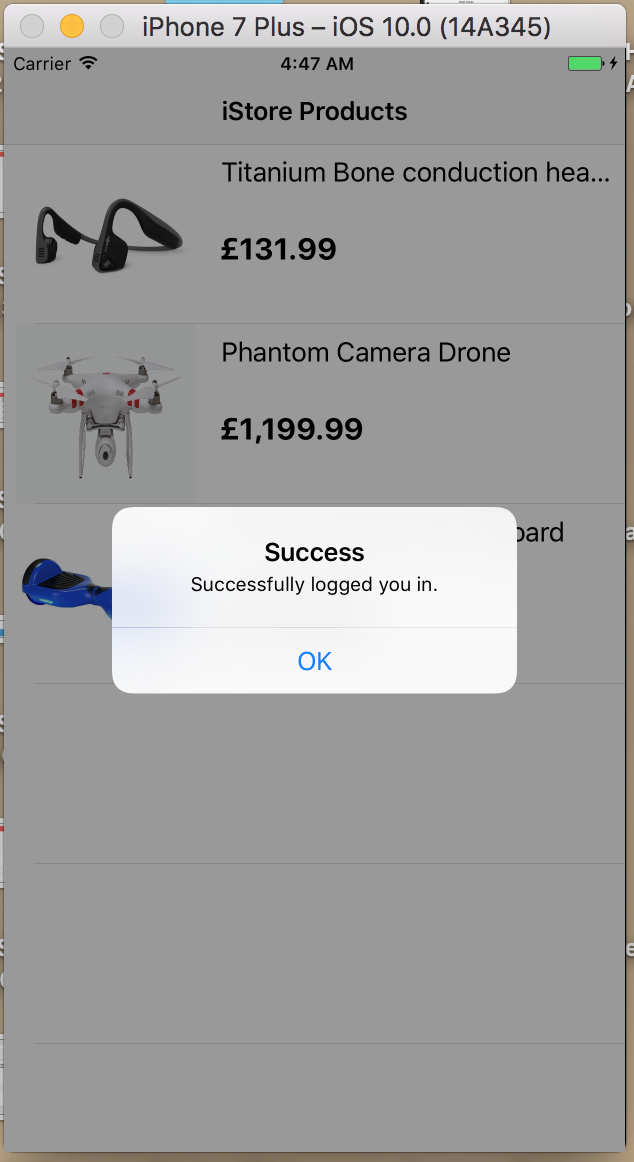 iPhone 7 Plus – iOS 10.0 (14A345)
Carrier 4:47 AM
iStore Products
Titanium Bone conduction hea...
£131.99
Phantom Camera Drone
£1,199.99
oard
Success
Successfully logged you in.
OK